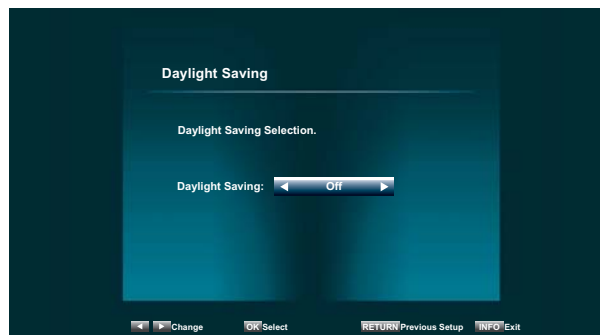 Daylight Saving
Daylight Saving Selection.
Daylight Saving: Off
Change OK Select RETURN Previous Setup INFO Exit